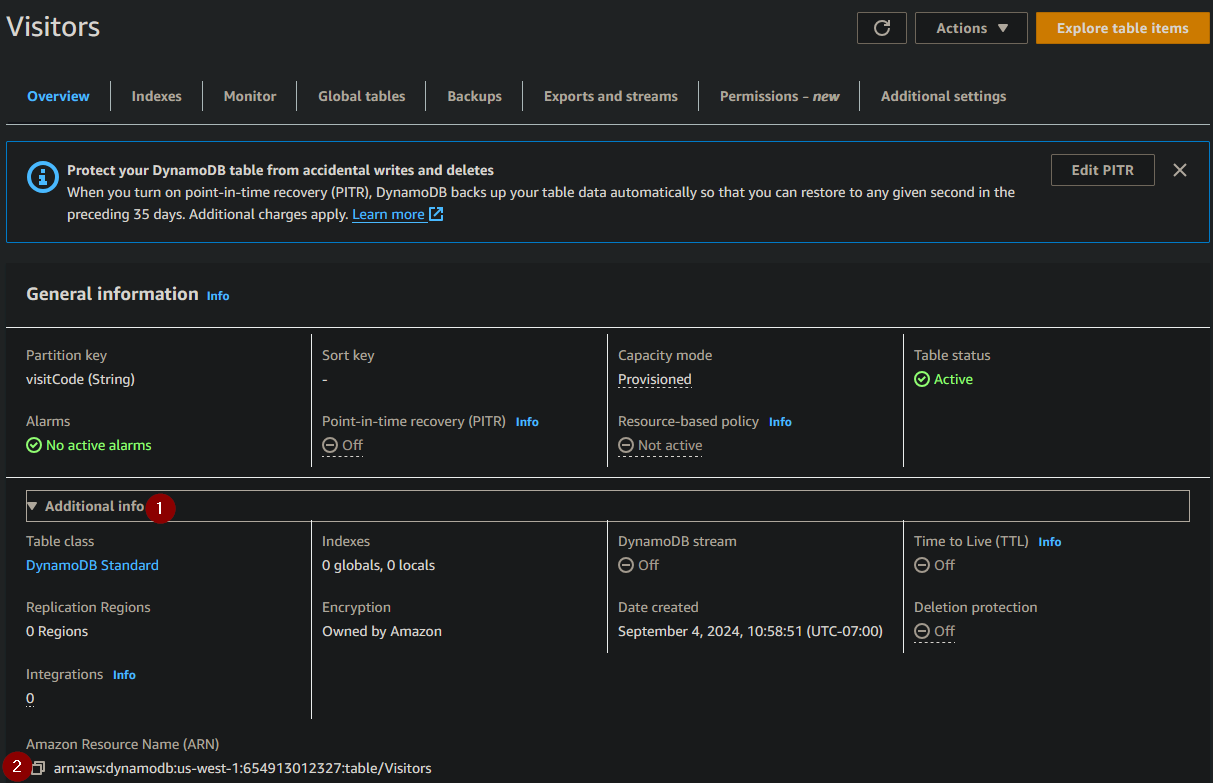 Visitors
Actions
Explore table items
Overview
Indexes
Monitor
Global tables
Backups
Exports and streams
Permissions - new
Additional settings
Protect your DynamoDB table from accidental writes and deletes
When you turn on point-in-time recovery (PITR), DynamoDB backs up your table data automatically so that you can restore to any given second in the
preceding 35 days. Additional charges apply. Learn more
Edit PITR
General information Info
Partition key
visitCode (String)
Sort key
-
Capacity mode
Provisioned
Table status
Active
Alarms
No active alarms
Point-in-time recovery (PITR) Info
Off
Resource-based policy Info
Not active
Additional info
1
Table class
DynamoDB Standard
Indexes
0 globals, 0 locals
DynamoDB stream
Off
Time to Live (TTL) Info
Off
Replication Regions
0 Regions
Encryption
Owned by Amazon
Date created
September 4, 2024, 10:58:51 (UTC-07:00)
Deletion protection
Off
Integrations Info
0
Amazon Resource Name (ARN)
2
arn:aws:dynamodb:us-west-1:654913012327:table/Visitors